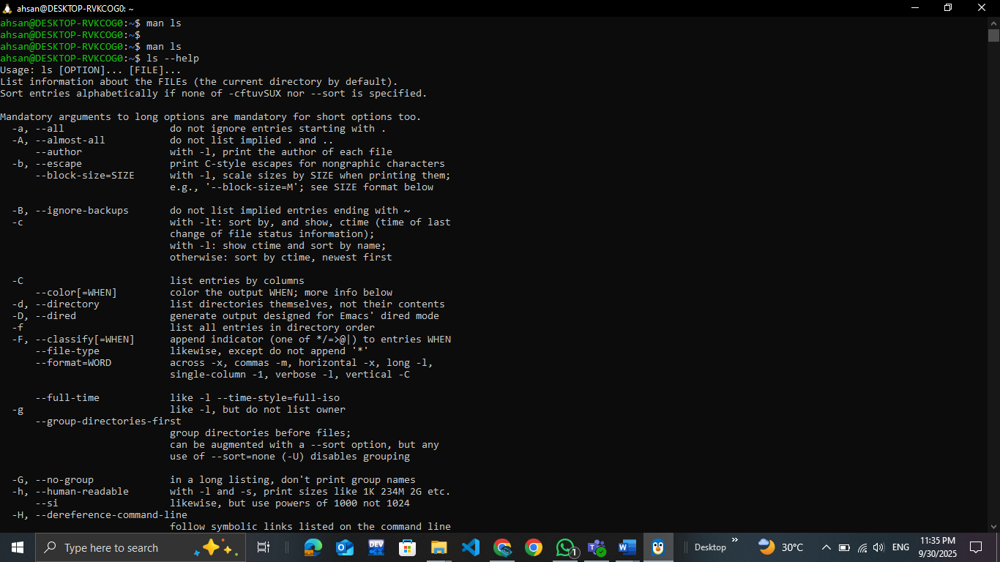 ahsan@DESKTOP-RVKCOG0: ~
ahsan@DESKTOP-RVKCOG0:~$ man ls
ahsan@DESKTOP-RVKCOG0:~$
ahsan@DESKTOP-RVKCOG0:~$ man ls
ahsan@DESKTOP-RVKCOG0:~$ ls --help
Usage: ls [OPTION]... [FILE]...
List information about the FILEs (the current directory by default).
Sort entries alphabetically if none of -cftuvSUX nor --sort is specified.

Mandatory arguments to long options are mandatory for short options too.
  -a, --all                  do not ignore entries starting with .
  -A, --almost-all           do not list implied . and ..
      --author               with -l, print the author of each file
  -b, --escape               print C-style escapes for nongraphic characters
      --block-size=SIZE      with -l, scale sizes by SIZE when printing them;
                             e.g., '--block-size=M'; see SIZE format below

  -B, --ignore-backups       do not list implied entries ending with ~
  -c                         with -lt: sort by, and show, ctime (time of last
                             change of file status information);
                             with -l: show ctime and sort by name;
                             otherwise: sort by ctime, newest first

  -C                         list entries by columns
      --color[=WHEN]         color the output WHEN; more info below
  -d, --directory            list directories themselves, not their contents
  -D, --dired                generate output designed for Emacs' dired mode
  -f                         list all entries in directory order
  -F, --classify[=WHEN]      append indicator (one of */=>@|) to entries WHEN
      --file-type            likewise, except do not append '*'
      --format=WORD          across -x, commas -m, horizontal -x, long -l,
                             single-column -1, verbose -l, vertical -C

      --full-time            like -l --time-style=full-iso
  -g                         like -l, but do not list owner
      --group-directories-first
                             group directories before files;
                             can be augmented with a --sort option, but any
                             use of --sort=none (-U) disables grouping

  -G, --no-group             in a long listing, don't print group names
  -h, --human-readable       with -l and -s, print sizes like 1K 234M 2G etc.
      --si                   likewise, but use powers of 1000 not 1024
  -H, --dereference-command-line
                             follow symbolic links listed on the command line
Type here to search
DEV
1
Desktop
30°C
ENG
11:35 PM
9/30/2025